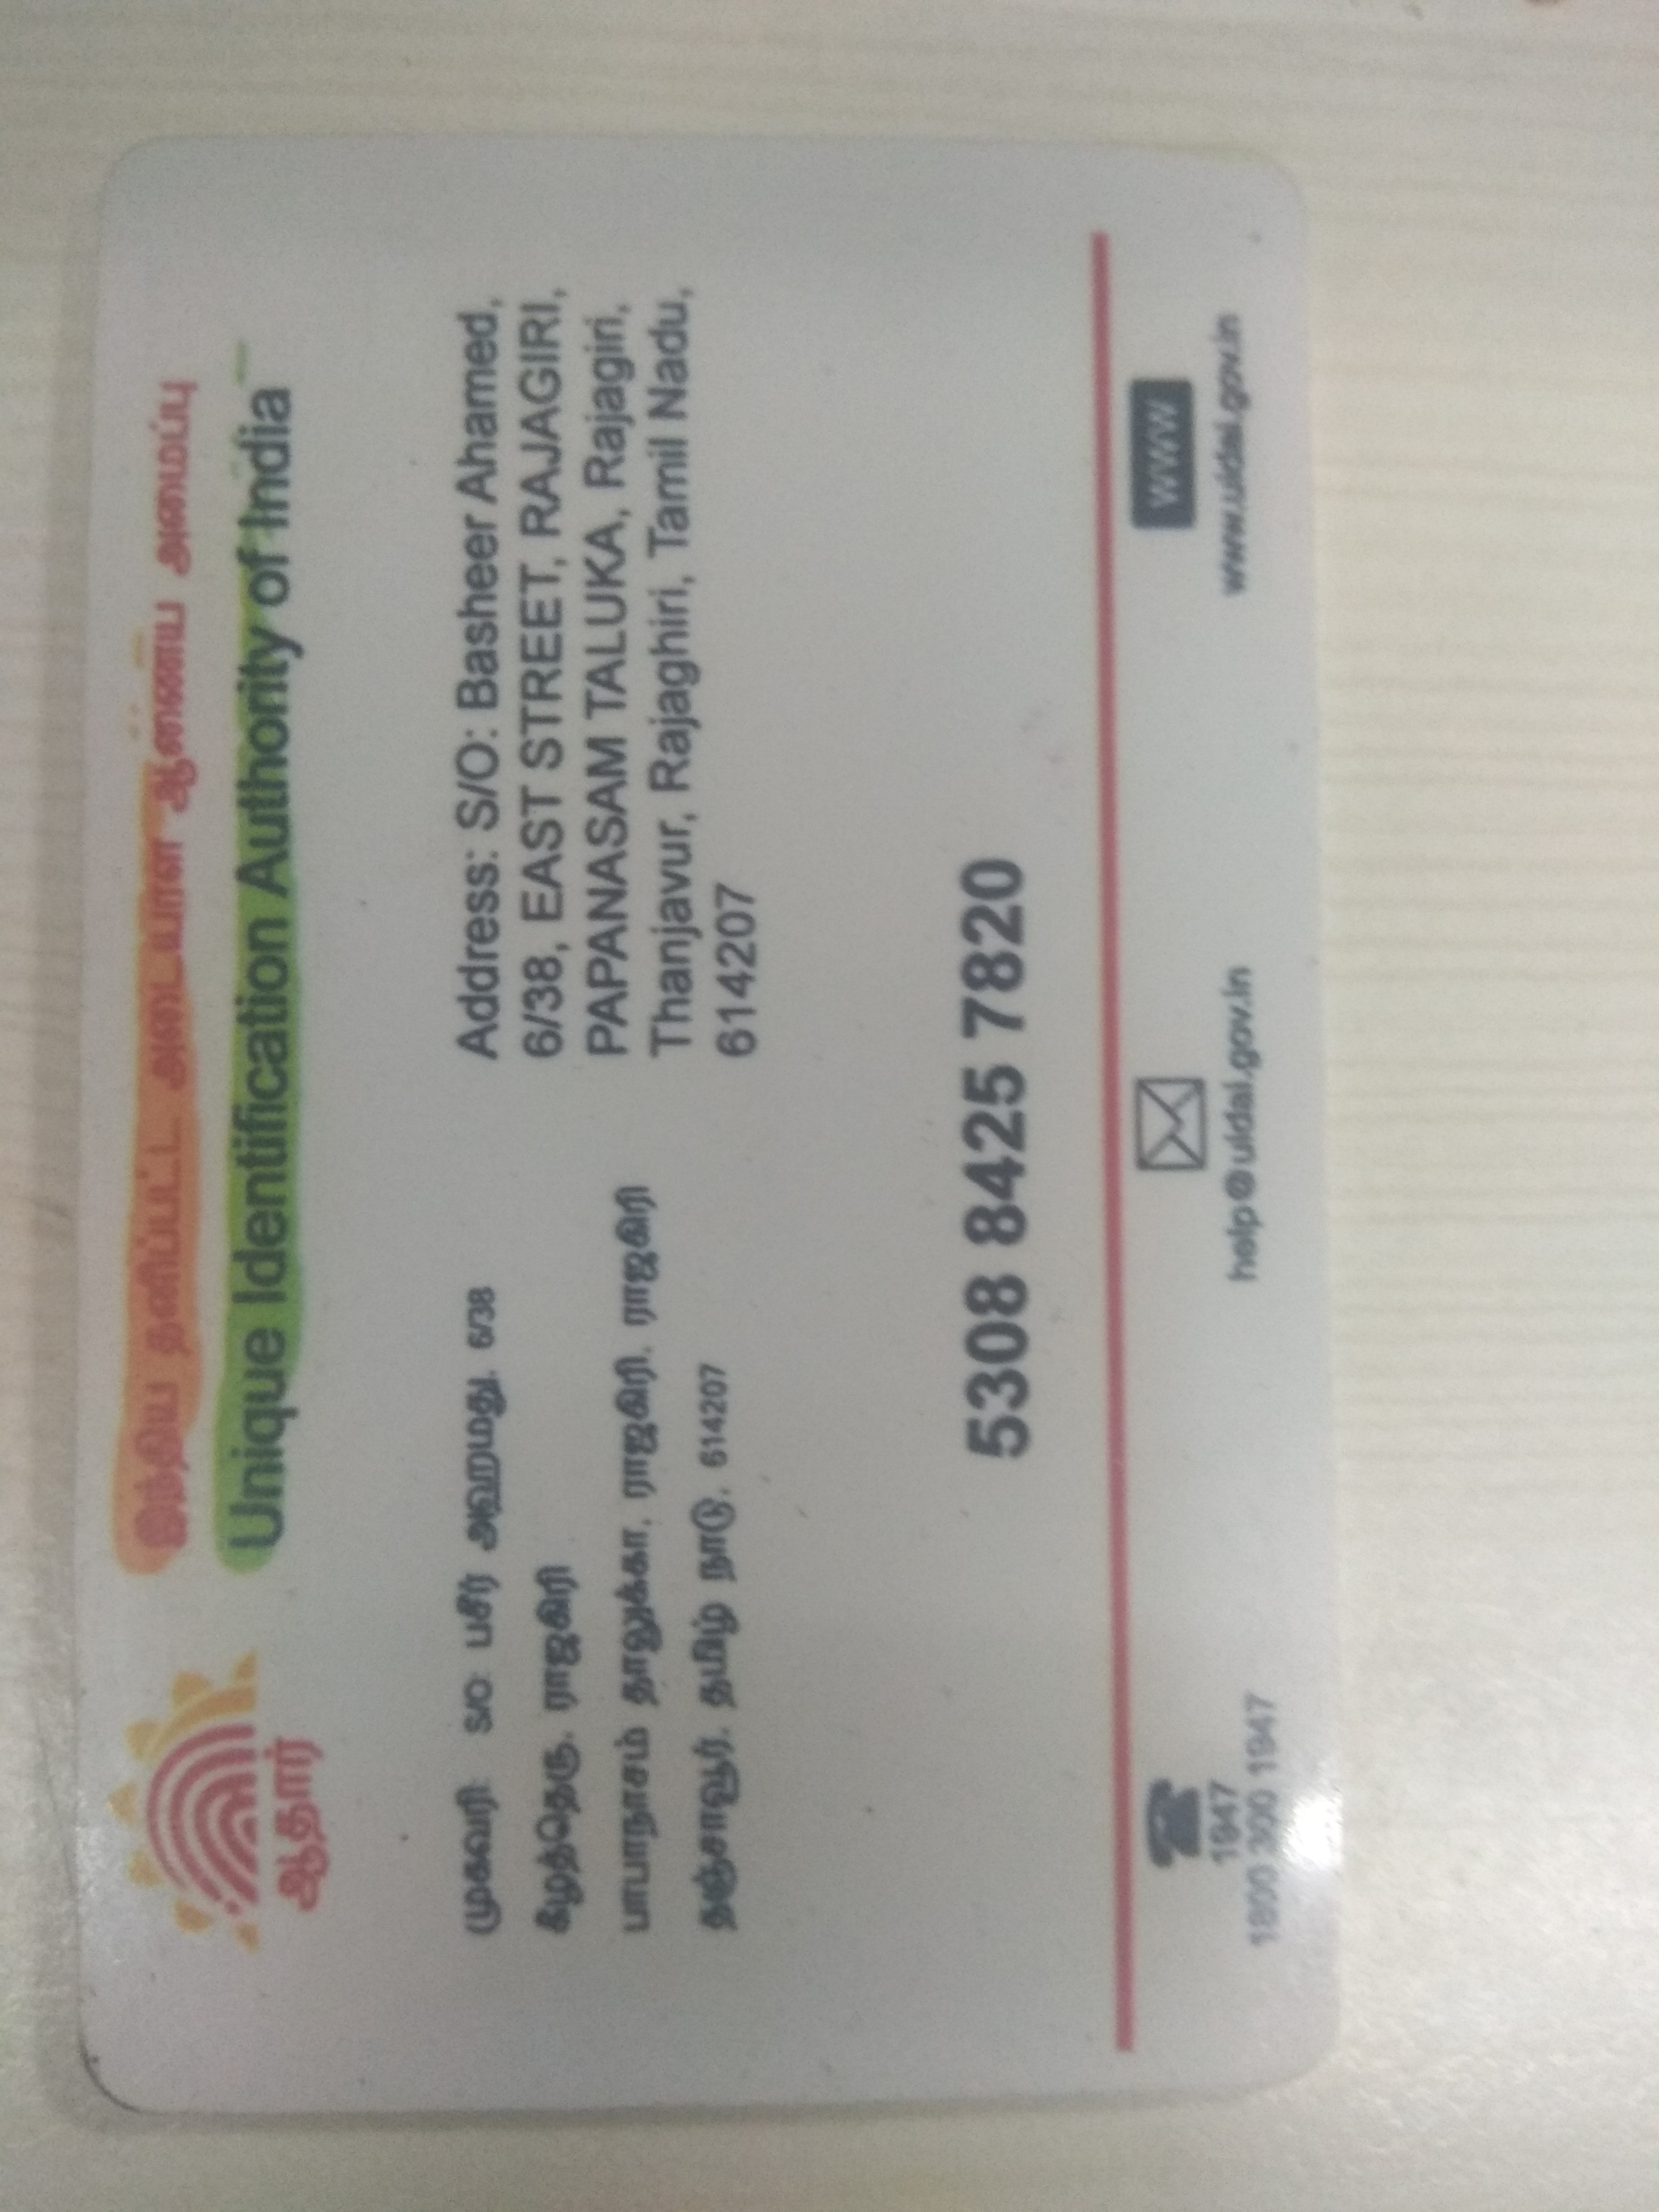 ஆதார்
இந்திய தனிப்பட்ட அடையாள ஆணைய அமைப்பு
Unique Identification Authority of India
முகவரி: S/O: பசீர் அஹமது, 6/38
கீழத்தெரு, ராஜகிரி
பாபநாசம் தாலுக்கா, ராஜகிரி, ராஜகிரி
தஞ்சாவூர், தமிழ் நாடு, 614207
Address: S/O: Basheer Ahamed,
6/38, EAST STREET, RAJAGIRI,
PAPANASAM TALUKA, Rajagiri,
Thanjavur, Rajaghiri, Tamil Nadu,
614207
5308 8425 7820
1947
1800 300 1947
help@uidai.gov.in
WWW
www.uidai.gov.in